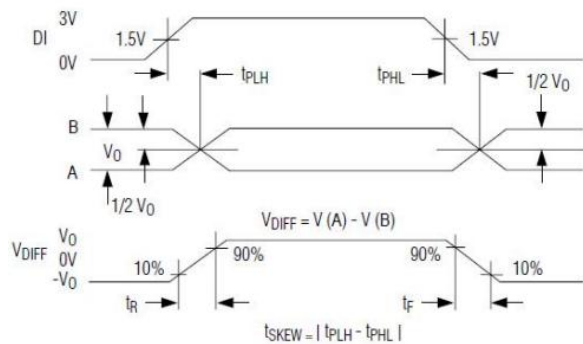 3V
DI
1.5V
1.5V
0V
tPLH
tPHL
1/2 VO
B
VO
A
1/2 VO
VDIFF = V (A) - V (B)
VO
VDIFF
0V
-VO
10%
90%
90%
10%
tR
tF
tSKEW = | tPLH - tPHL |